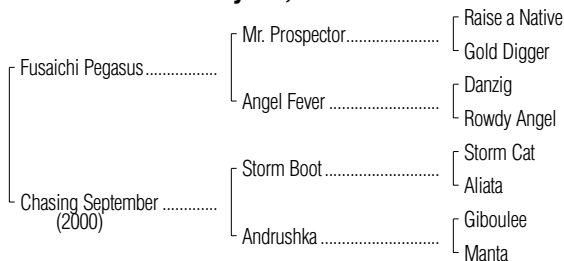 Raise a Native
Mr. Prospector
Gold Digger
Fusaichi Pegasus
Danzig
Angel Fever
Rowdy Angel
Storm Cat
Storm Boot
Aliata
Chasing September
(2000)
Giboulee
Andrushka
Manta